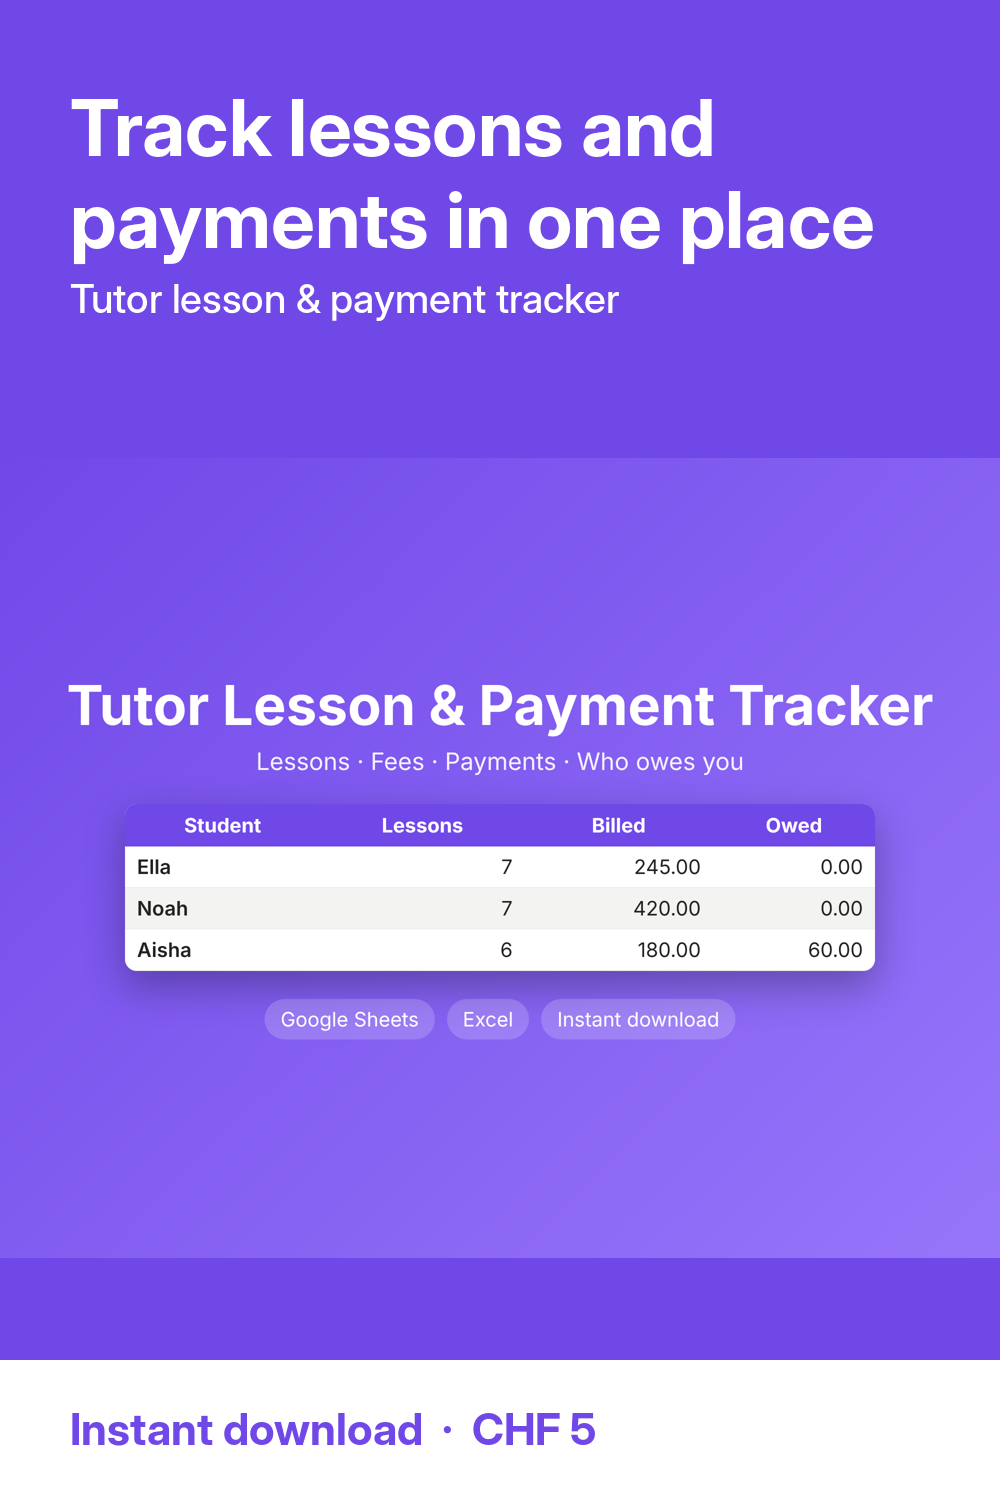 Track lessons and
payments in one place
Tutor lesson & payment tracker
Tutor Lesson & Payment Tracker
Lessons · Fees · Payments · Who owes you
Student Lessons Billed Owed
Ella 7 245.00 0.00
Noah 7 420.00 0.00
Aisha 6 180.00 60.00
Google Sheets Excel Instant download
Instant download · CHF 5